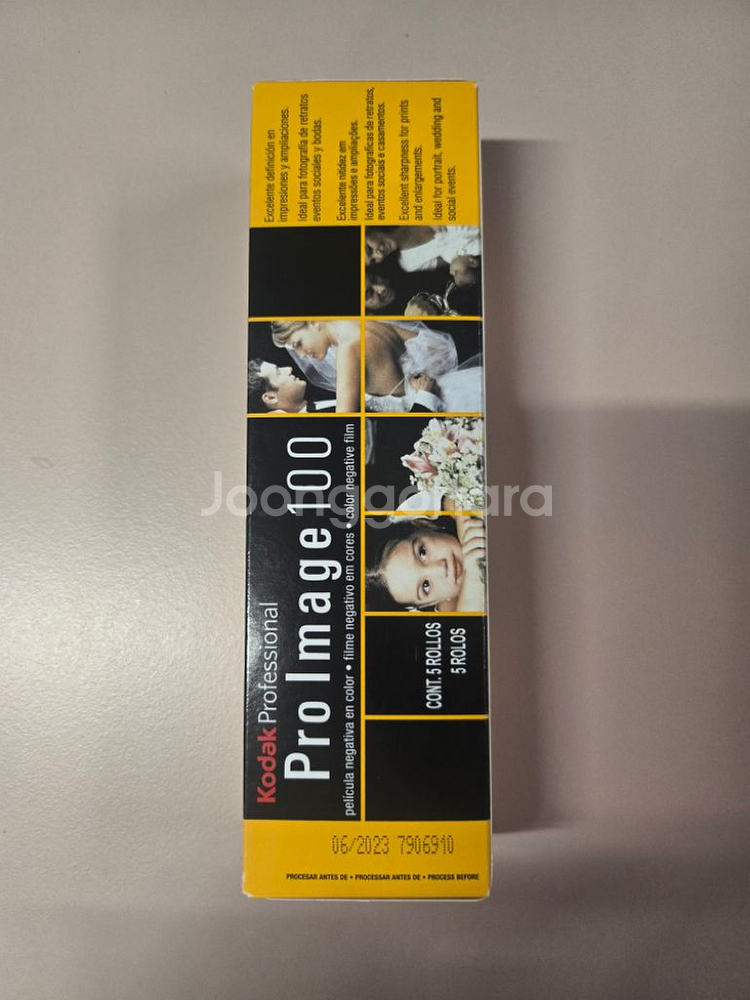 Excelente definición en
impresiones y ampliaciones.
Ideal para fotografía de retratos
eventos sociales y bodas.
Excelente nitidez em
impressões e ampliações.
Ideal para fotograficas de retratos,
eventos sociais e casamentos.
Excellent sharpness for prints
and enlargements.
Ideal for portrait, wedding and
social events.
Kodak Professional
ProImage100
película negativa en color • filme negativo em cores • color negative film
CONT. 5 ROLLOS
5 ROLOS
06/2023 7906910
PROCESAR ANTES DE • PROCESSAR ANTES DE • PROCESS BEFORE
Joonggonara